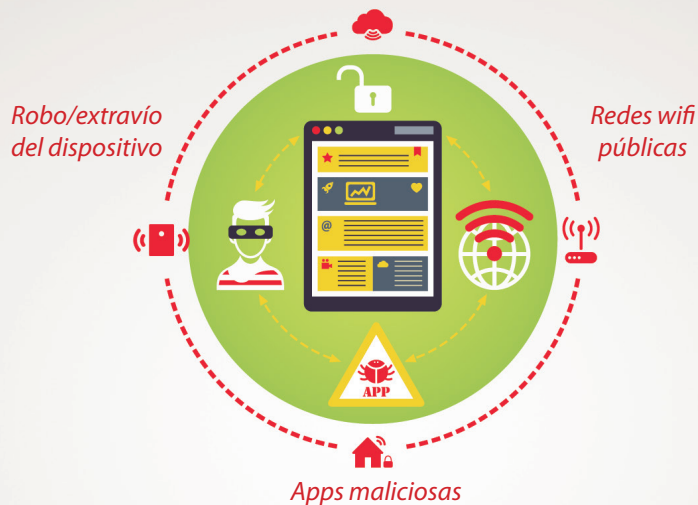 Robo/extravío
del dispositivo
Redes wifi
públicas
@
APP
Apps maliciosas